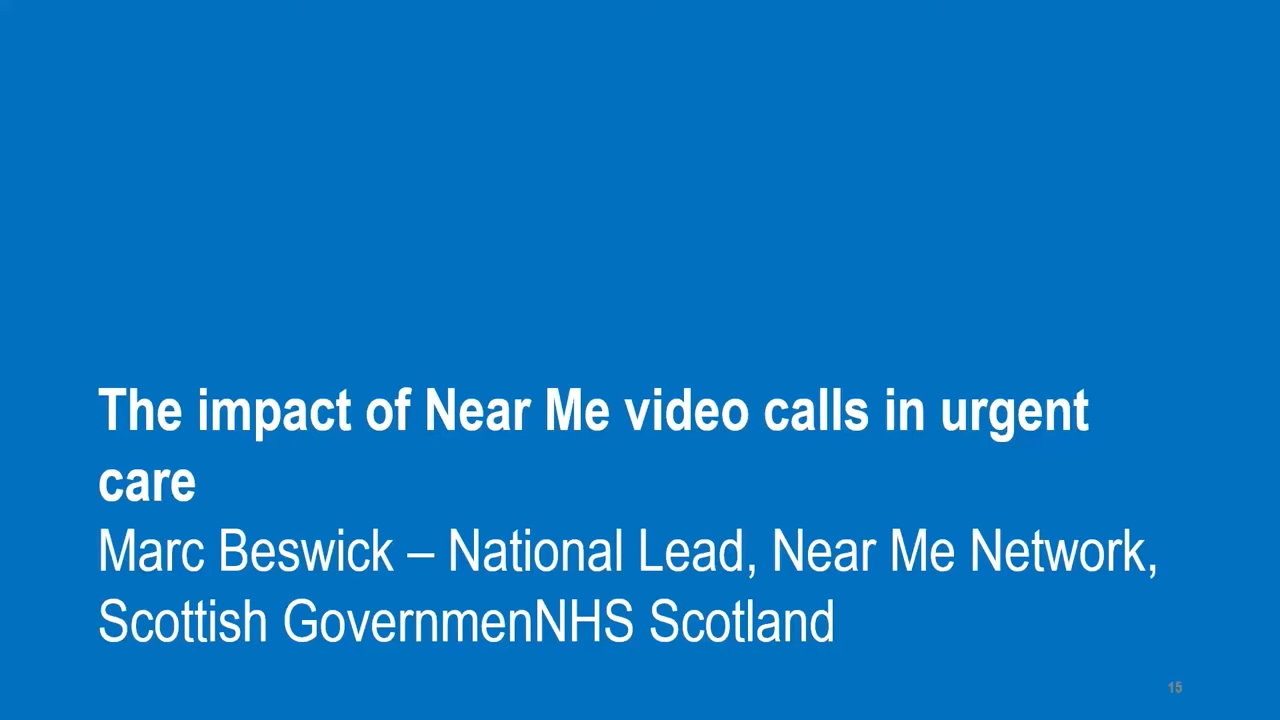 The impact of Near Me video calls in urgent
care
Marc Beswick – National Lead, Near Me Network,
Scottish GovernmenNHS Scotland
15